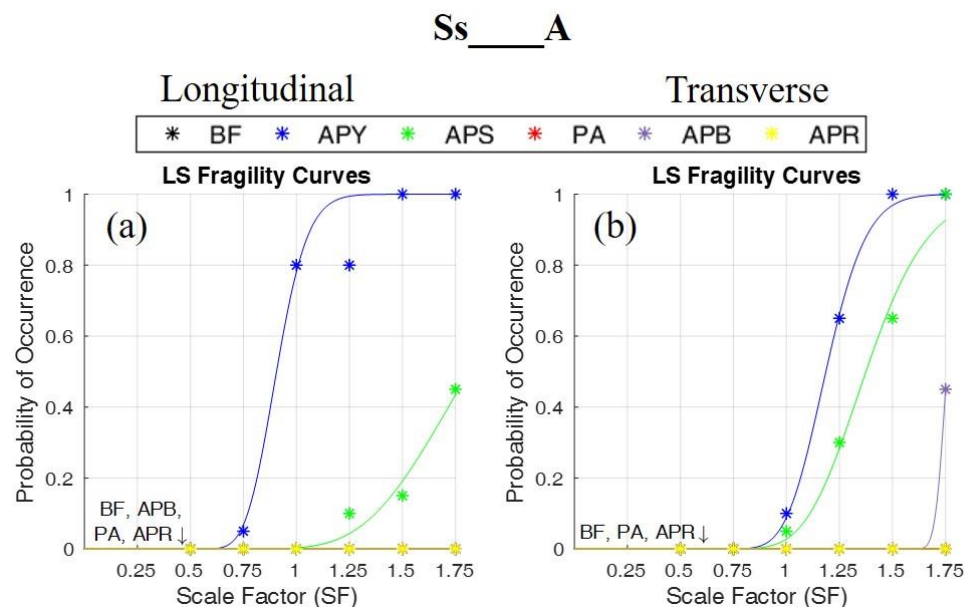 Ss____A
Longitudinal Transverse
BF APY APS PA APB APR
LS Fragility Curves LS Fragility Curves
(a) (b)
Probability of Occurrence
1
0.8
0.6
0.4
0.2
0
BF, APB,
PA, APR↓
0.25 0.5 0.75 1 1.25 1.5 1.75
Scale Factor (SF)
Probability of Occurrence
1
0.8
0.6
0.4
0.2
0
BF, PA, APR↓
0.25 0.5 0.75 1 1.25 1.5 1.75
Scale Factor (SF)